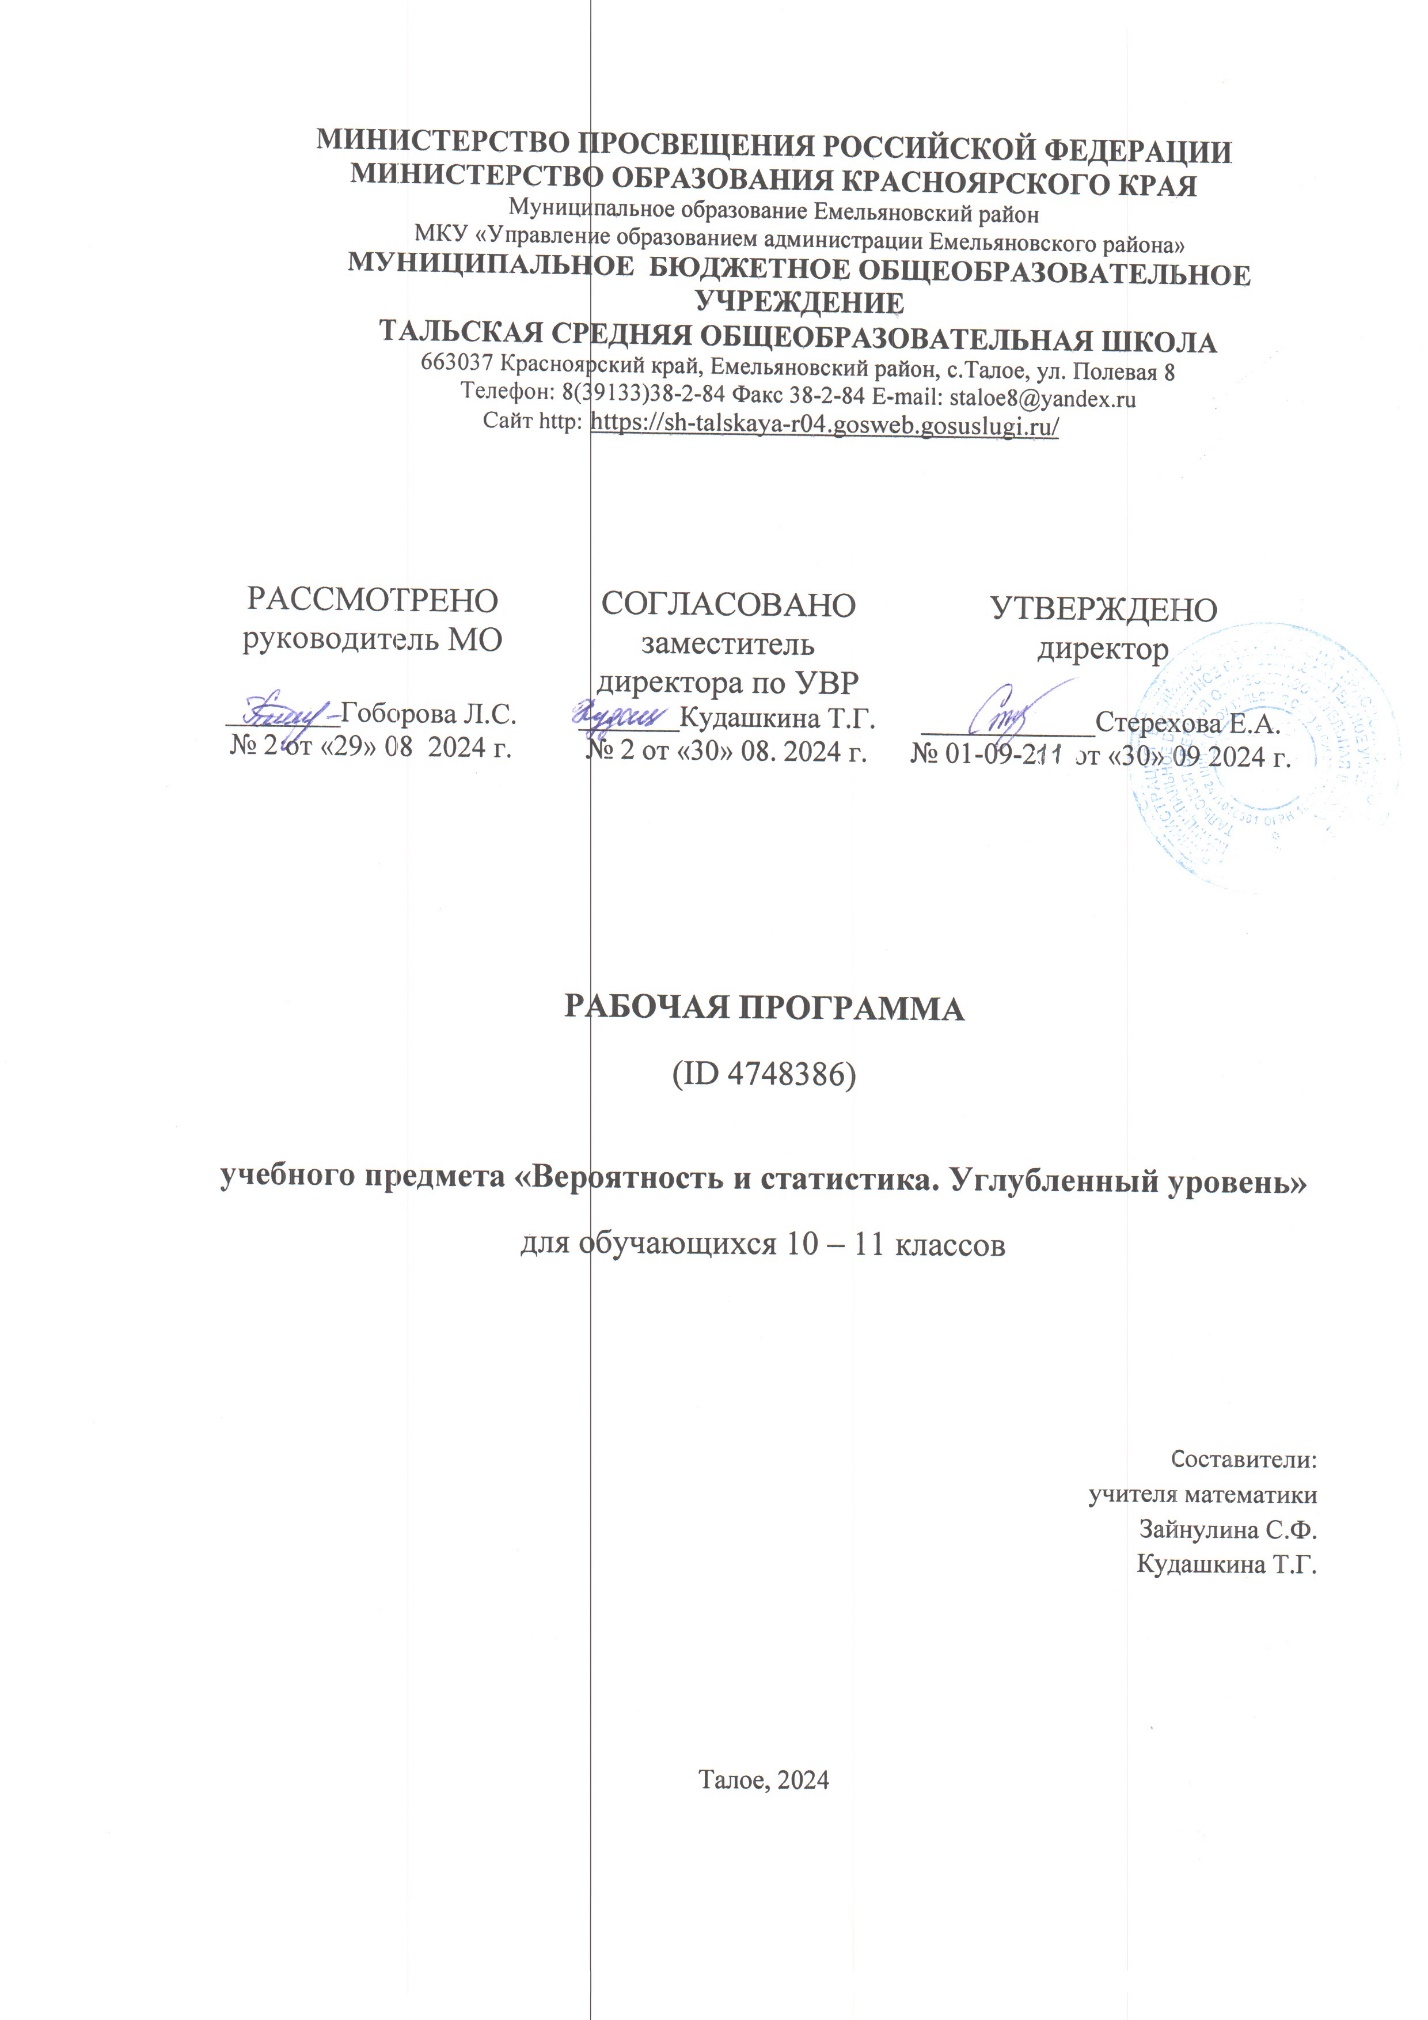 МИНИСТЕРСТВО ПРОСВЕЩЕНИЯ РОССИЙСКОЙ ФЕДЕРАЦИИ
МИНИСТЕРСТВО ОБРАЗОВАНИЯ КРАСНОЯРСКОГО КРАЯ
Муниципальное образование Емельяновский район
МКУ «Управление образованием администрации Емельяновского района»
МУНИЦИПАЛЬНОЕ БЮДЖЕТНОЕ ОБЩЕОБРАЗОВАТЕЛЬНОЕ
УЧРЕЖДЕНИЕ
ТАЛЬСКАЯ СРЕДНЯЯ ОБЩЕОБРАЗОВАТЕЛЬНАЯ ШКОЛА
663037 Красноярский край, Емельяновский район, с.Талое, ул. Полевая 8
Телефон: 8(39133)38-2-84 Факс 38-2-84 E-mail: staloe8@yandex.ru
Сайт http: https://sh-talskaya-r04.gosweb.gosuslugi.ru/
РАССМОТРЕНО
руководитель МО
Гоборова Л.С.
№ 2 от «29» 08 2024 г.
СОГЛАСОВАНО
заместитель
директора по УВР
Кудашкина Т.Г.
№ 2 от «30» 08. 2024 г.
УТВЕРЖДЕНО
директор
Стерехова Е.А.
№ 01-09-211 от «30» 09 2024 г.
РАБОЧАЯ ПРОГРАММА
(ID 4748386)
учебного предмета «Вероятность и статистика. Углубленный уровень»
для обучающихся 10 – 11 классов
Составители:
учителя математики
Зайнулина С.Ф.
Кудашкина Т.Г.
Талое, 2024